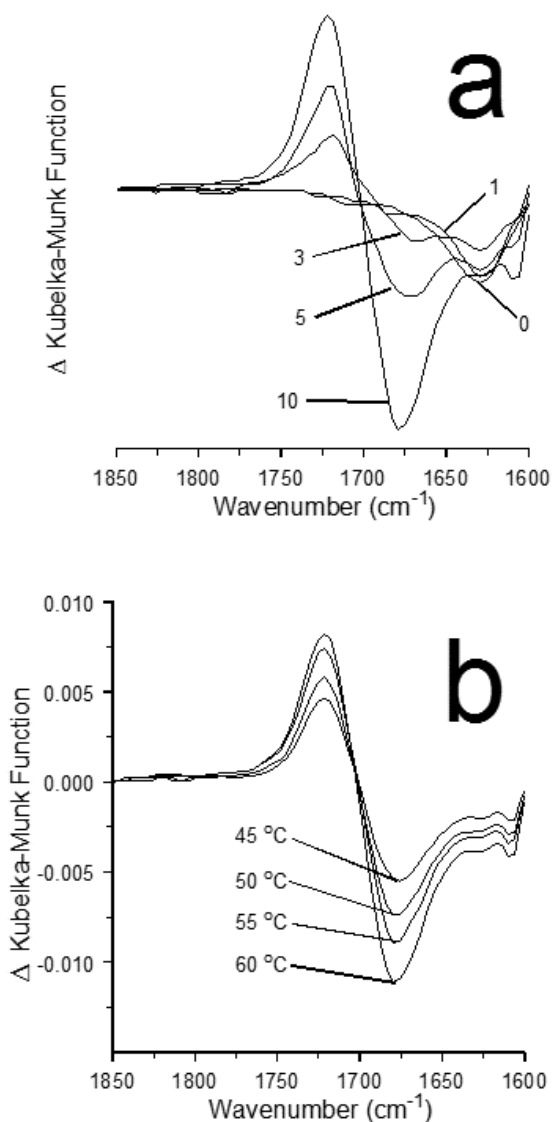 a
Δ Kubelka-Munk Function
1
3
5
0
10
1850 1800 1750 1700 1650 1600
Wavenumber (cm⁻¹)
b
Δ Kubelka-Munk Function
0.010
0.005
0.000
-0.005
-0.010
45 °C
50 °C
55 °C
60 °C
1850 1800 1750 1700 1650 1600
Wavenumber (cm⁻¹)